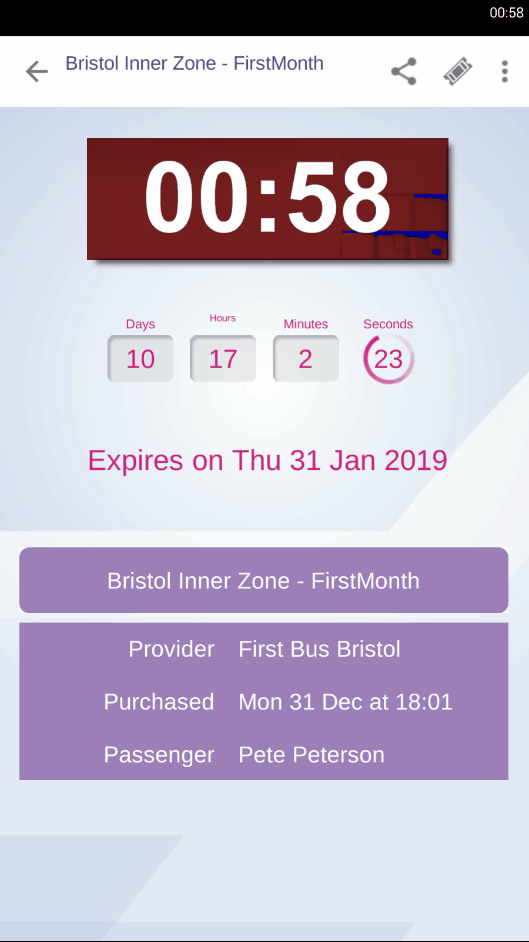 00:58
Bristol Inner Zone - FirstMonth
00:58
Days Hours Minutes Seconds
10 17 2 23
Expires on Thu 31 Jan 2019
Bristol Inner Zone - FirstMonth
Provider First Bus Bristol
Purchased Mon 31 Dec at 18:01
Passenger Pete Peterson